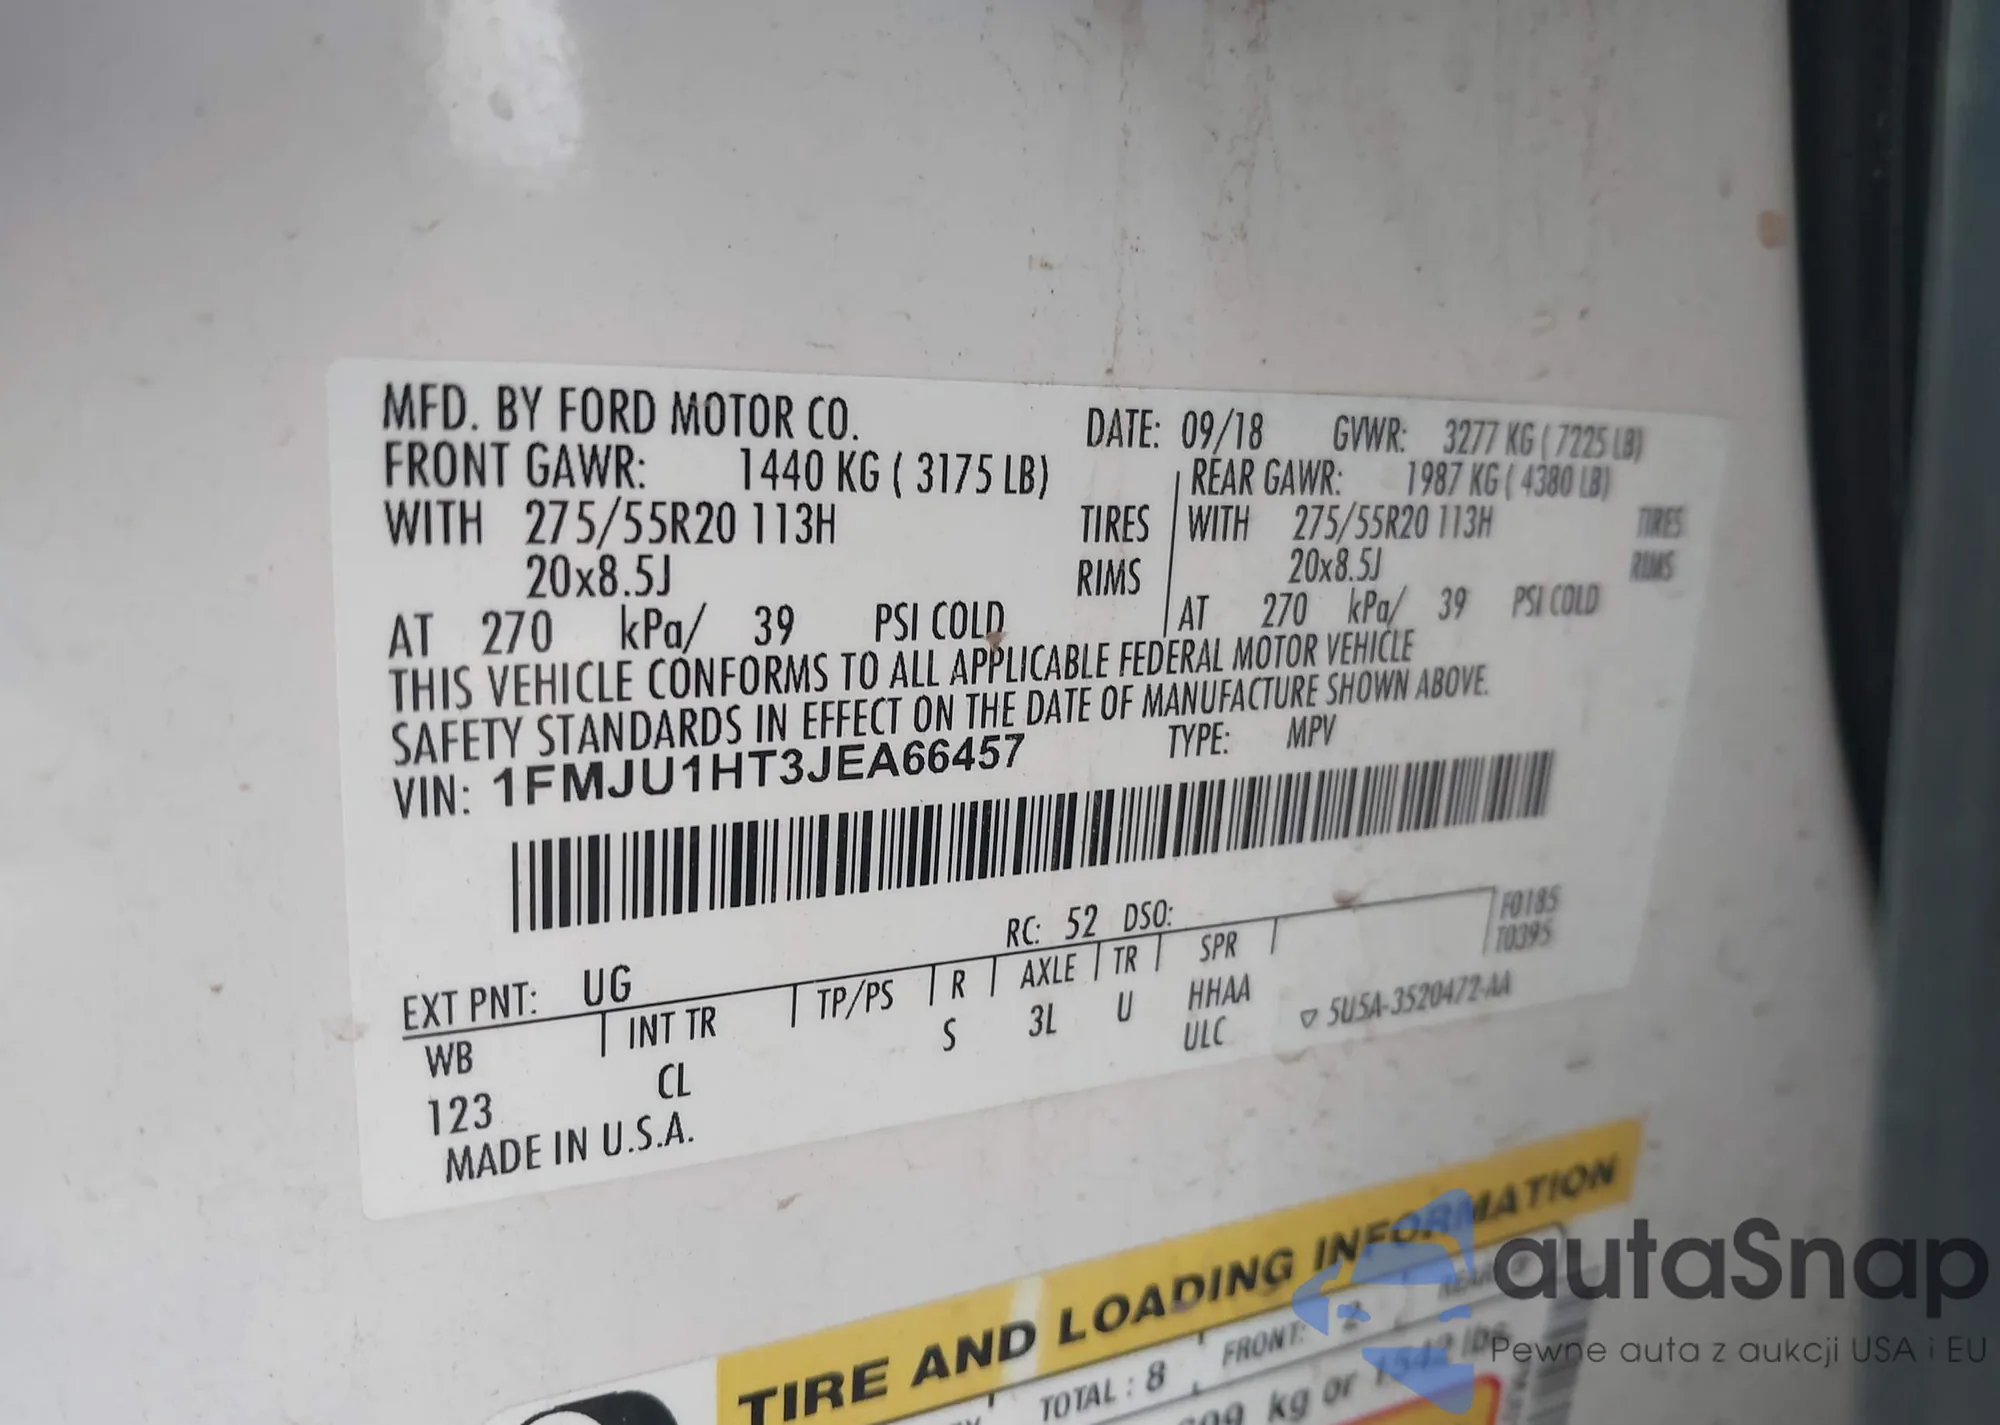 MFD. BY FORD MOTOR CO.
DATE: 09/18 GVWR: 3277 KG ( 7225 LB)
FRONT GAWR: 1440 KG ( 3175 LB)
REAR GAWR: 1987 KG ( 4380 LB)
WITH 275/55R20 113H TIRES
WITH 275/55R20 113H TIRES
20x8.5J RIMS
20x8.5J RIMS
AT 270 kPa/ 39 PSI COLD
AT 270 kPa/ 39 PSI COLD
THIS VEHICLE CONFORMS TO ALL APPLICABLE FEDERAL MOTOR VEHICLE
SAFETY STANDARDS IN EFFECT ON THE DATE OF MANUFACTURE SHOWN ABOVE.
VIN: 1FMJU1HT3JEA66457 TYPE: MPV
RC: 52 DSO:
F0185
T0395
EXT PNT: UG
WB INT TR TP/PS R AXLE TR SPR
123 CL S 3L U HHAA
ULC
▽ 5U5A-3520472-AA
MADE IN U.S.A.
TIRE AND LOADING INFORMATION
TOTAL : 8 FRONT: 2
kg or
autaSnap
Pewne auta z aukcji USA i EU